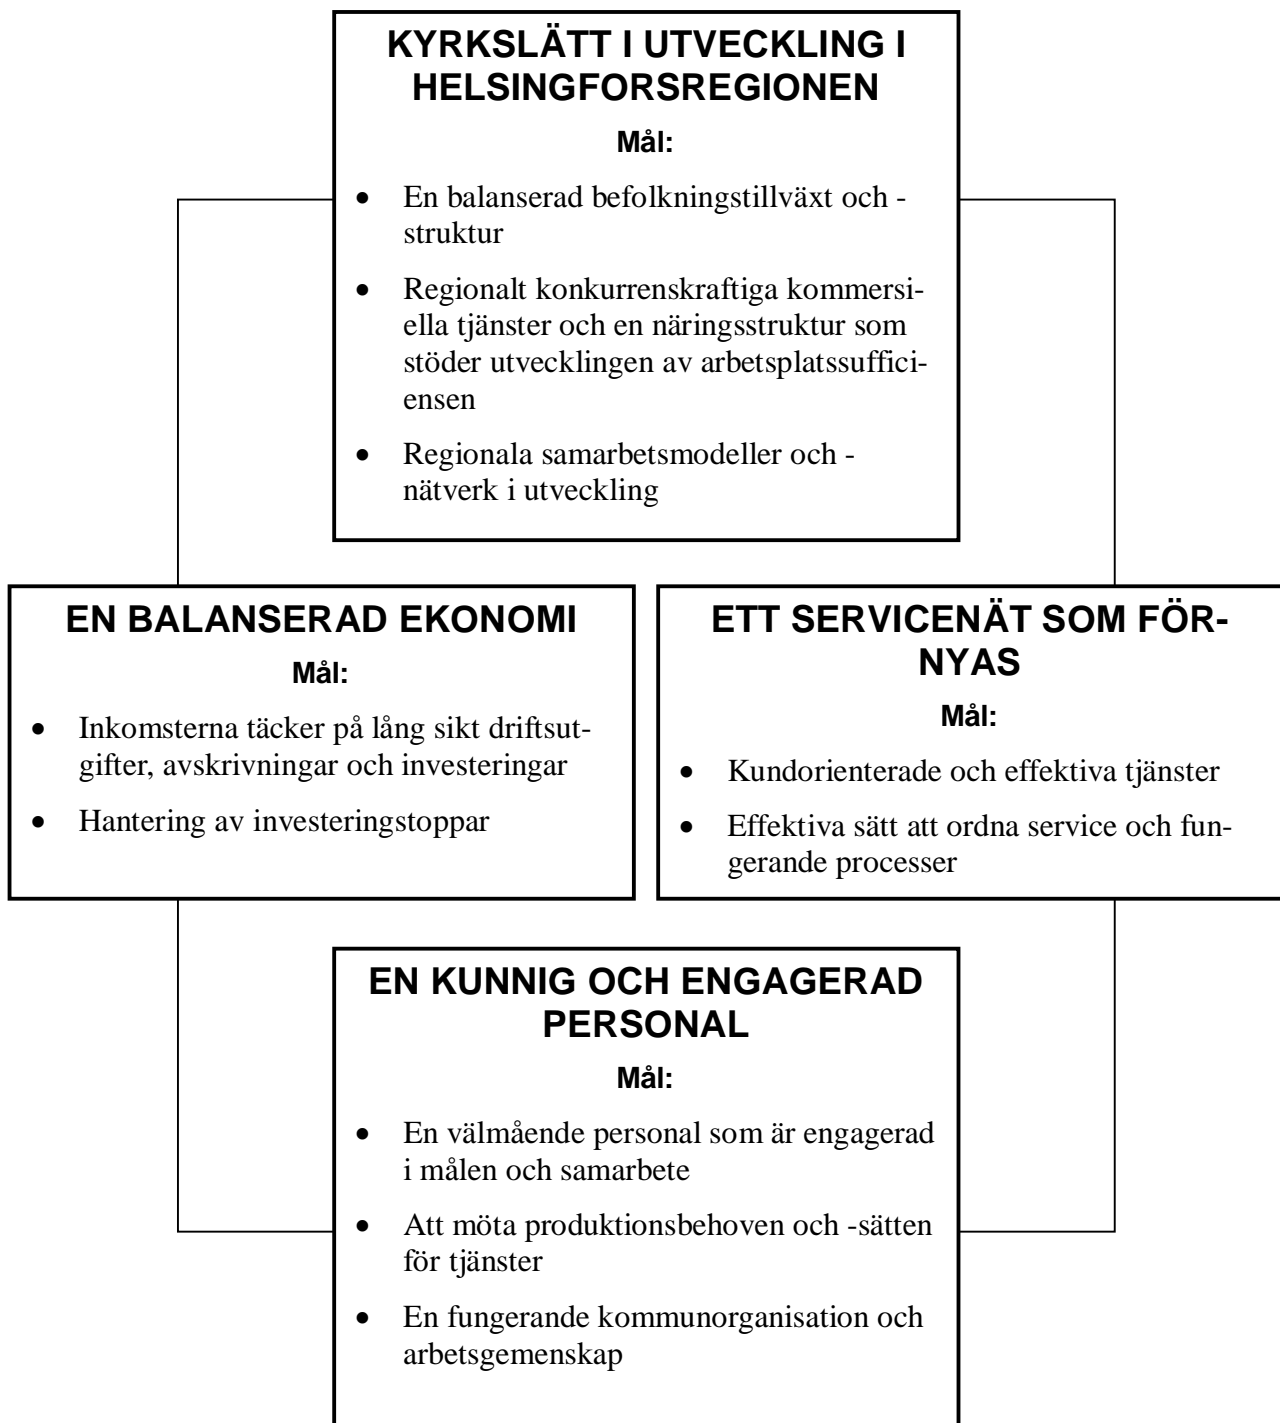 KYRKSLÄTT I UTVECKLING I
HELSINGFORSREGIONEN
Mål:
• En balanserad befolkningstillväxt och -
struktur
• Regionalt konkurrenskraftiga kommersi-
ella tjänster och en näringsstruktur som
stöder utvecklingen av arbetsplatssuffici-
ensen
• Regionala samarbetsmodeller och -
nätverk i utveckling
EN BALANSERAD EKONOMI
Mål:
• Inkomsterna täcker på lång sikt driftsut-
gifter, avskrivningar och investeringar
• Hantering av investeringstoppar
ETT SERVICENÄT SOM FÖR-
NYAS
Mål:
• Kundorienterade och effektiva tjänster
• Effektiva sätt att ordna service och fun-
gerande processer
EN KUNNIG OCH ENGAGERAD
PERSONAL
Mål:
• En välmående personal som är engagerad
i målen och samarbete
• Att möta produktionsbehoven och -sätten
för tjänster
• En fungerande kommunorganisation och
arbetsgemenskap